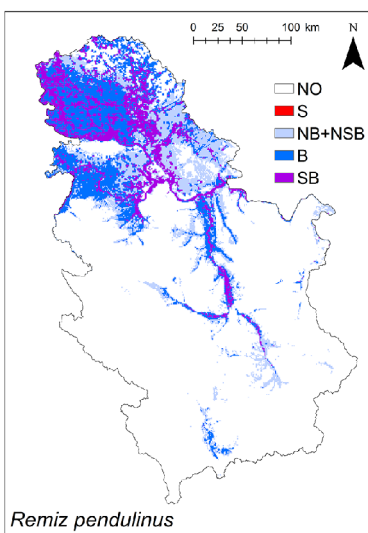 0 25 50 100 km
N
NO
S
NB+NSB
B
SB
Remiz pendulinus